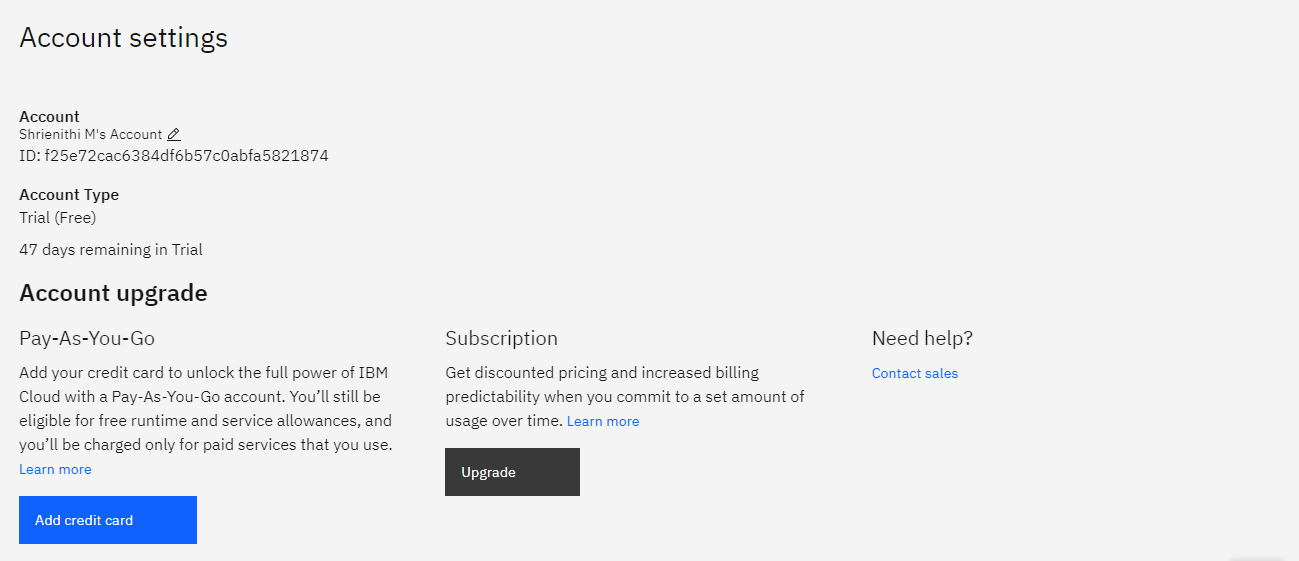 Account settings
Account
Shrienithi M's Account
ID: f25e72cac6384df6b57c0abfa5821874
Account Type
Trial (Free)
47 days remaining in Trial
Account upgrade
Pay-As-You-Go
Add your credit card to unlock the full power of IBM
Cloud with a Pay-As-You-Go account. You’ll still be
eligible for free runtime and service allowances, and
you’ll be charged only for paid services that you use.
Learn more
Add credit card
Subscription
Get discounted pricing and increased billing
predictability when you commit to a set amount of
usage over time. Learn more
Upgrade
Need help?
Contact sales